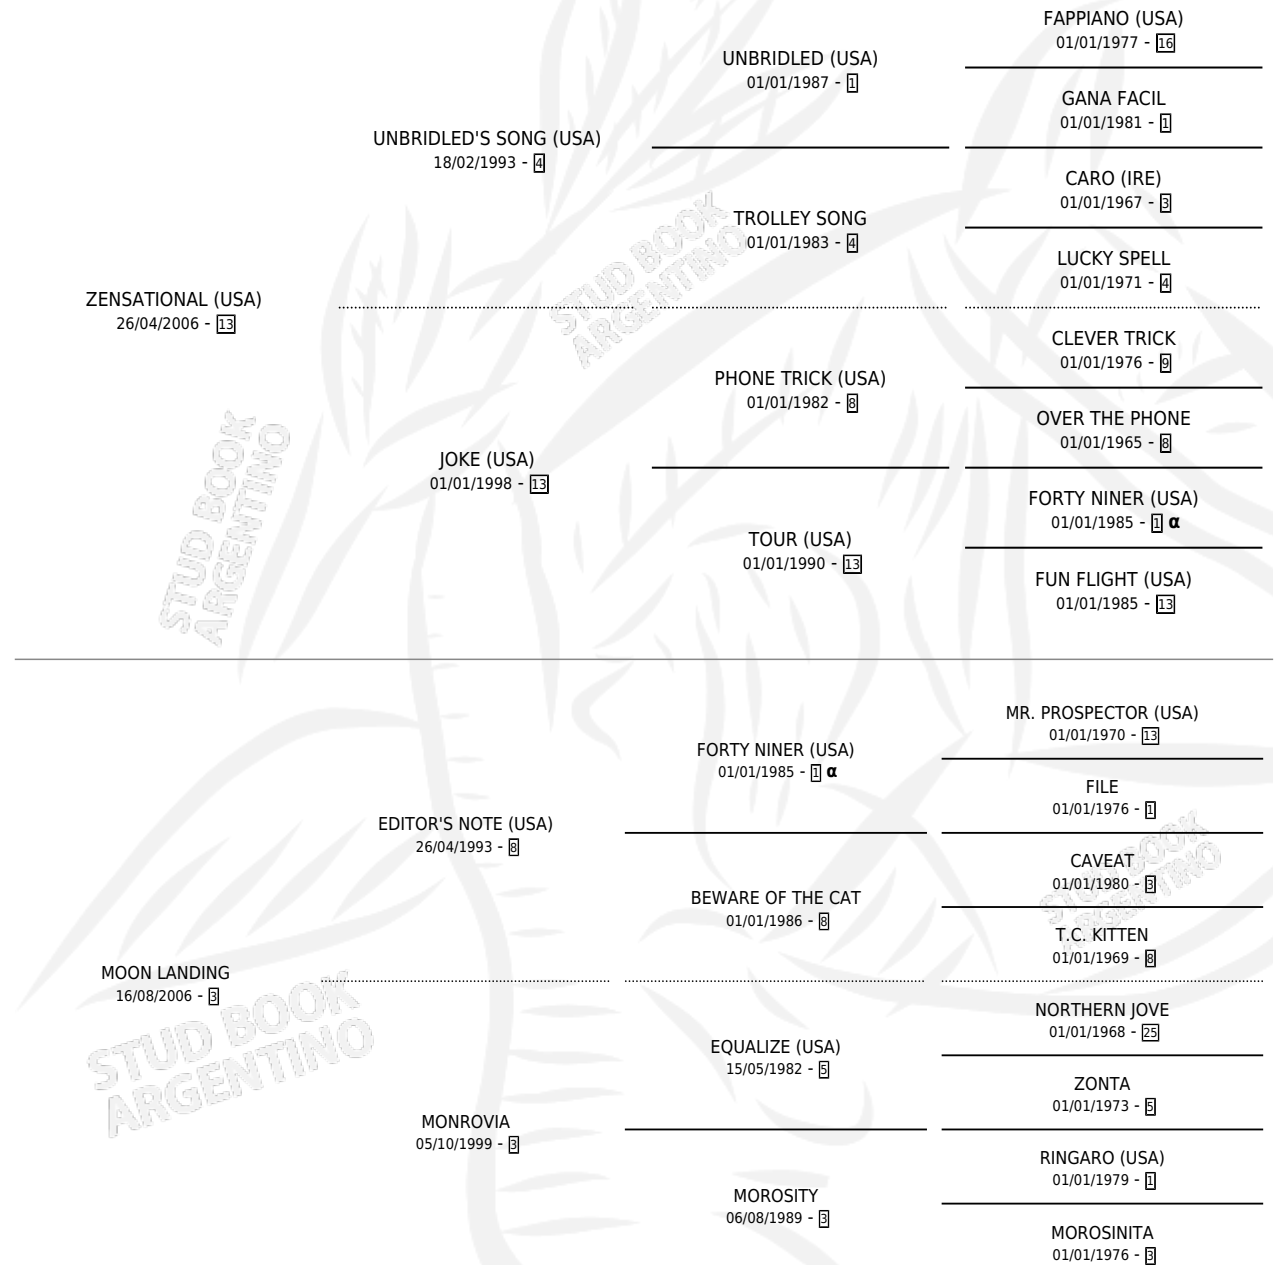 FAPPIANO (USA)
01/01/1977 - 16
UNBRIDLED (USA)
01/01/1987 - 1
GANA FACIL
01/01/1981 - 1
UNBRIDLED'S SONG (USA)
18/02/1993 - 4
CARO (IRE)
01/01/1967 - 3
TROLLEY SONG
01/01/1983 - 4
LUCKY SPELL
01/01/1971 - 4
ZENSATIONAL (USA)
26/04/2006 - 13
CLEVER TRICK
01/01/1976 - 9
PHONE TRICK (USA)
01/01/1982 - 8
OVER THE PHONE
01/01/1965 - 8
JOKE (USA)
01/01/1998 - 13
FORTY NINER (USA)
01/01/1985 - 1 α
TOUR (USA)
01/01/1990 - 13
FUN FLIGHT (USA)
01/01/1985 - 13
MR. PROSPECTOR (USA)
01/01/1970 - 13
FORTY NINER (USA)
01/01/1985 - 1 α
FILE
01/01/1976 - 1
EDITOR'S NOTE (USA)
26/04/1993 - 8
CAVEAT
01/01/1980 - 3
BEWARE OF THE CAT
01/01/1986 - 8
T.C. KITTEN
01/01/1969 - 8
MOON LANDING
16/08/2006 - 3
NORTHERN JOVE
01/01/1968 - 25
EQUALIZE (USA)
15/05/1982 - 5
ZONTA
01/01/1973 - 5
MONROVIA
05/10/1999 - 3
RINGARO (USA)
01/01/1979 - 1
MOROSITY
06/08/1989 - 3
MOROSINITA
01/01/1976 - 3
STUD BOOK
ARGENTINO
STUD BOOK
ARGENTINO
STUD BOOK
ARGENTINO
STUD BOOK
ARGENTINO